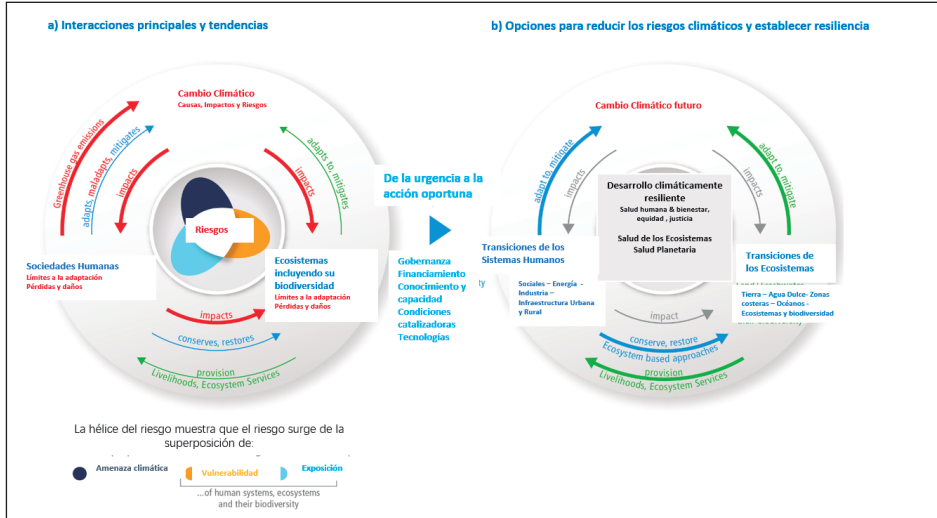 a) Interacciones principales y tendencias
Cambio Climático
Causas, Impactos y Riesgos
Greenhouse gas emissions
adapts, maladapts, mitigates
impacts
impacts
adapts to, mitigates
Riesgos
Sociedades Humanas
Límites a la adaptación
Pérdidas y daños
Ecosistemas
incluyendo su
biodiversidad
Límites a la adaptación
Pérdidas y daños
impacts
conserves, restores
provision
Livelihoods, Ecosystem Services
La hélice del riesgo muestra que el riesgo surge de la
superposición de:
Amenaza climática
Vulnerabilidad
Exposición
...of human systems, ecosystems
and their biodiversity
De la urgencia a la
acción oportuna
Gobernanza
Financiamiento
Conocimiento y
capacidad
Condiciones
catalizadoras
Tecnologías
b) Opciones para reducir los riesgos climáticos y establecer resiliencia
Cambio Climático futuro
adapt to, mitigate
impacts
impacts
adapt to, mitigate
Desarrollo climáticamente
resiliente
Salud humana & bienestar,
equidad , justicia
Salud de los Ecosistemas
Salud Planetaria
Transiciones de los
Sistemas Humanos
Sociales – Energía -
Industria –
Infraestructura Urbana
y Rural
Transiciones de
los Ecosistemas
Tierra – Agua Dulce- Zonas
costeras – Océanos -
Ecosistemas y biodiversidad
impact
conserve, restore
Ecosystem based approaches
provision
Livelihoods, Ecosystem Services